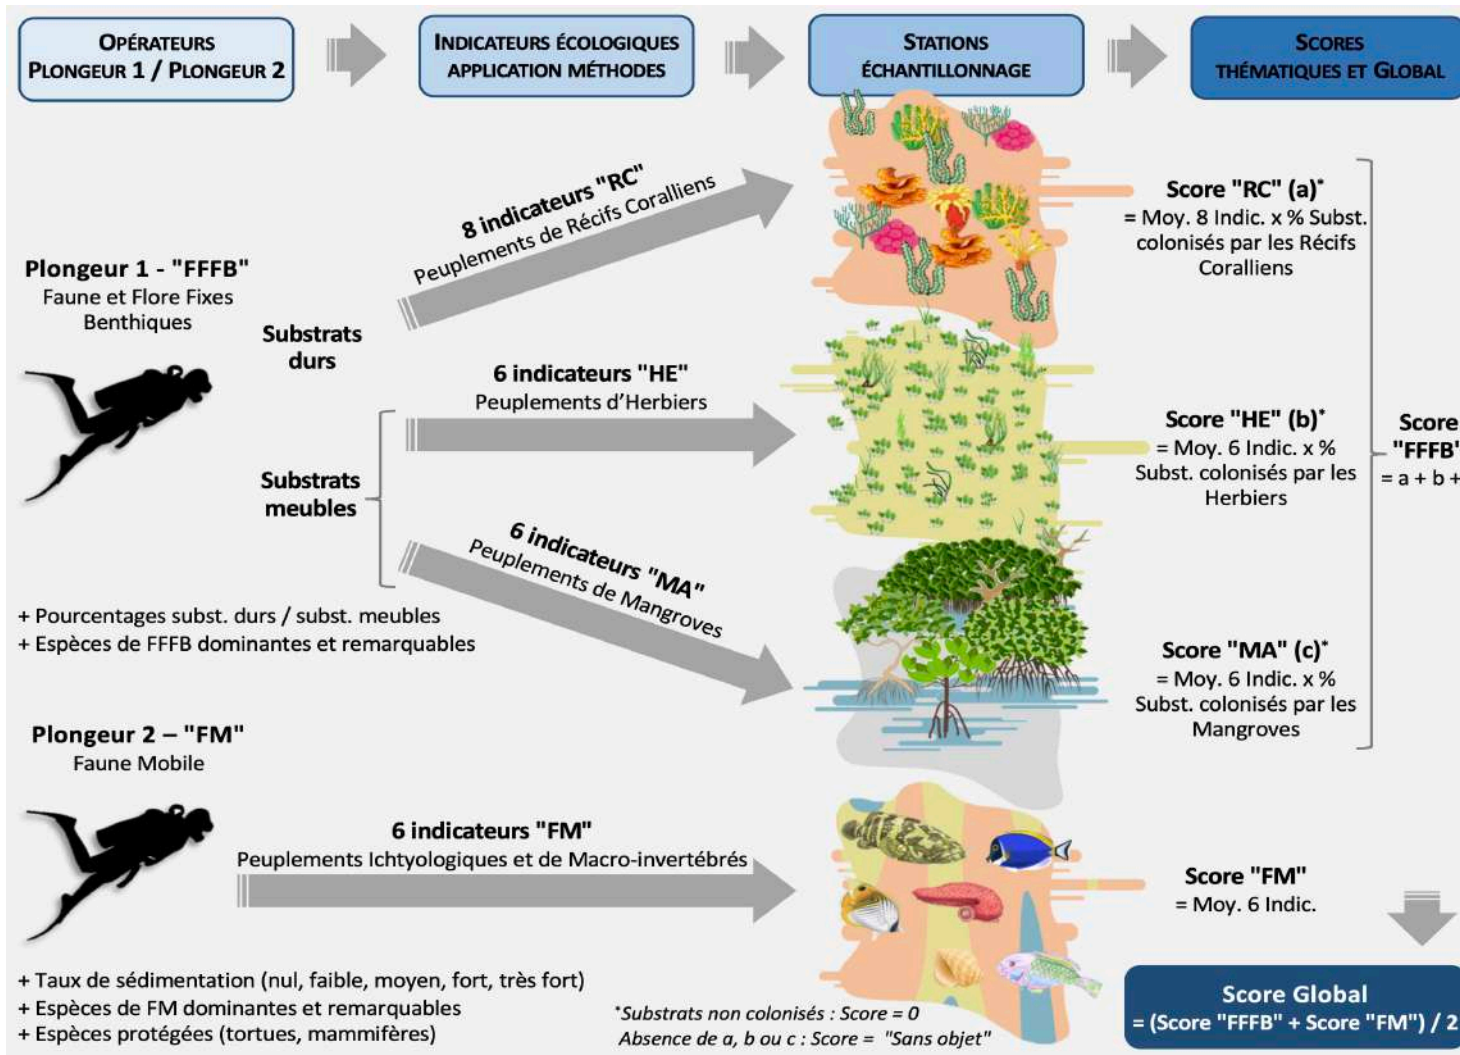 OPÉRATEURS
PLONGEUR 1 / PLONGEUR 2
INDICATEURS ÉCOLOGIQUES
APPLICATION MÉTHODES
STATIONS
ÉCHANTILLONNAGE
SCORES
THÉMATIQUES ET GLOBAL
Plongeur 1 - "FFFB"
Faune et Flore Fixes
Benthiques
Substrats
durs
Substrats
meubles
8 indicateurs "RC"
Peuplements de Récifs Coralliens
6 indicateurs "HE"
Peuplements d'Herbiers
6 indicateurs "MA"
Peuplements de Mangroves
Score "RC" (a)*
= Moy. 8 Indic. x % Subst.
colonisés par les Récifs
Coralliens
Score "HE" (b)*
= Moy. 6 Indic. x %
Subst. colonisés par les
Herbiers
Score "MA" (c)*
= Moy. 6 Indic. x %
Subst. colonisés par les
Mangroves
Score
"FFFB"
= a + b +
+ Pourcentages subst. durs / subst. meubles
+ Espèces de FFFB dominantes et remarquables
Plongeur 2 – "FM"
Faune Mobile
6 indicateurs "FM"
Peuplements Ichtyologiques et de Macro-invertébrés
Score "FM"
= Moy. 6 Indic.
+ Taux de sédimentation (nul, faible, moyen, fort, très fort)
+ Espèces de FM dominantes et remarquables
+ Espèces protégées (tortues, mammifères)
*Substrats non colonisés : Score = 0
Absence de a, b ou c : Score = "Sans objet"
Score Global
= (Score "FFFB" + Score "FM") / 2